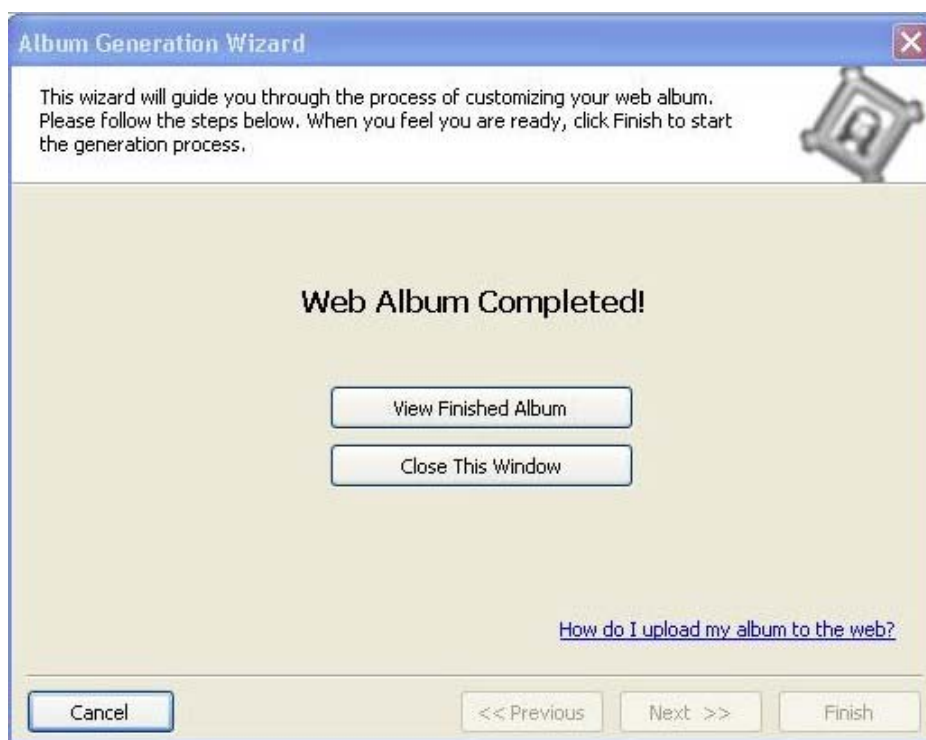 Album Generation Wizard
This wizard will guide you through the process of customizing your web album.
Please follow the steps below. When you feel you are ready, click Finish to start
the generation process.
Web Album Completed!
View Finished Album
Close This Window
How do I upload my album to the web?
Cancel
<< Previous
Next >>
Finish